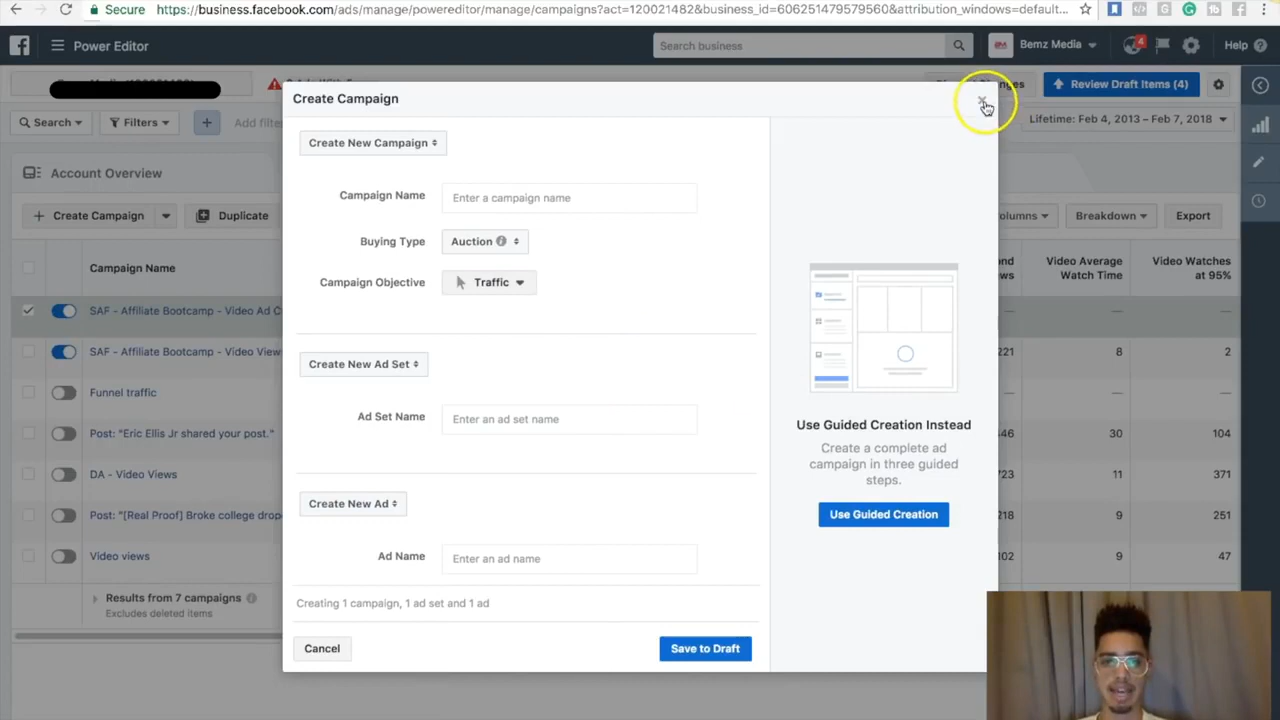 Secure https://business.facebook.com/ads/manage/powereditor/manage/campaigns?act=120021482&business_id=606251479579560&attribution_windows=default...
Power Editor
Search business
Bemz Media
4
Help
Review Draft Items (4)
Search
Filters
Lifetime: Feb 4, 2013 – Feb 7, 2018
Create Campaign
Create New Campaign
Campaign Name
Enter a campaign name
Buying Type
Auction
Campaign Objective
Traffic
Create New Ad Set
Ad Set Name
Enter an ad set name
Create New Ad
Ad Name
Enter an ad name
Creating 1 campaign, 1 ad set and 1 ad
Cancel
Save to Draft
Use Guided Creation Instead
Create a complete ad
campaign in three guided
steps.
Use Guided Creation
Account Overview
Create Campaign
Duplicate
Breakdown
Export
Campaign Name
Video Average
Watch Time
Video Watches
at 95%
SAF - Affiliate Bootcamp - Video Ad
— —
SAF - Affiliate Bootcamp - Video View
221 8 2
Funnel traffic
— —
Post: "Eric Ellis Jr shared your post."
30 104
DA - Video Views
11 371
Post: "[Real Proof] Broke college
9 251
Video views
9 47
Results from 7 campaigns
Excludes deleted items